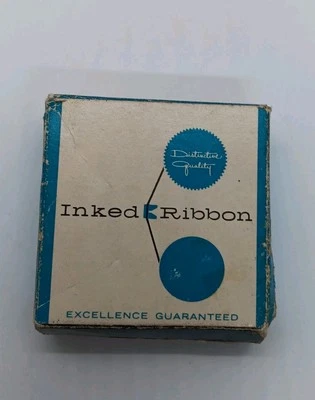 Distinctive
Quality
Inked Ribbon
EXCELLENCE GUARANTEED